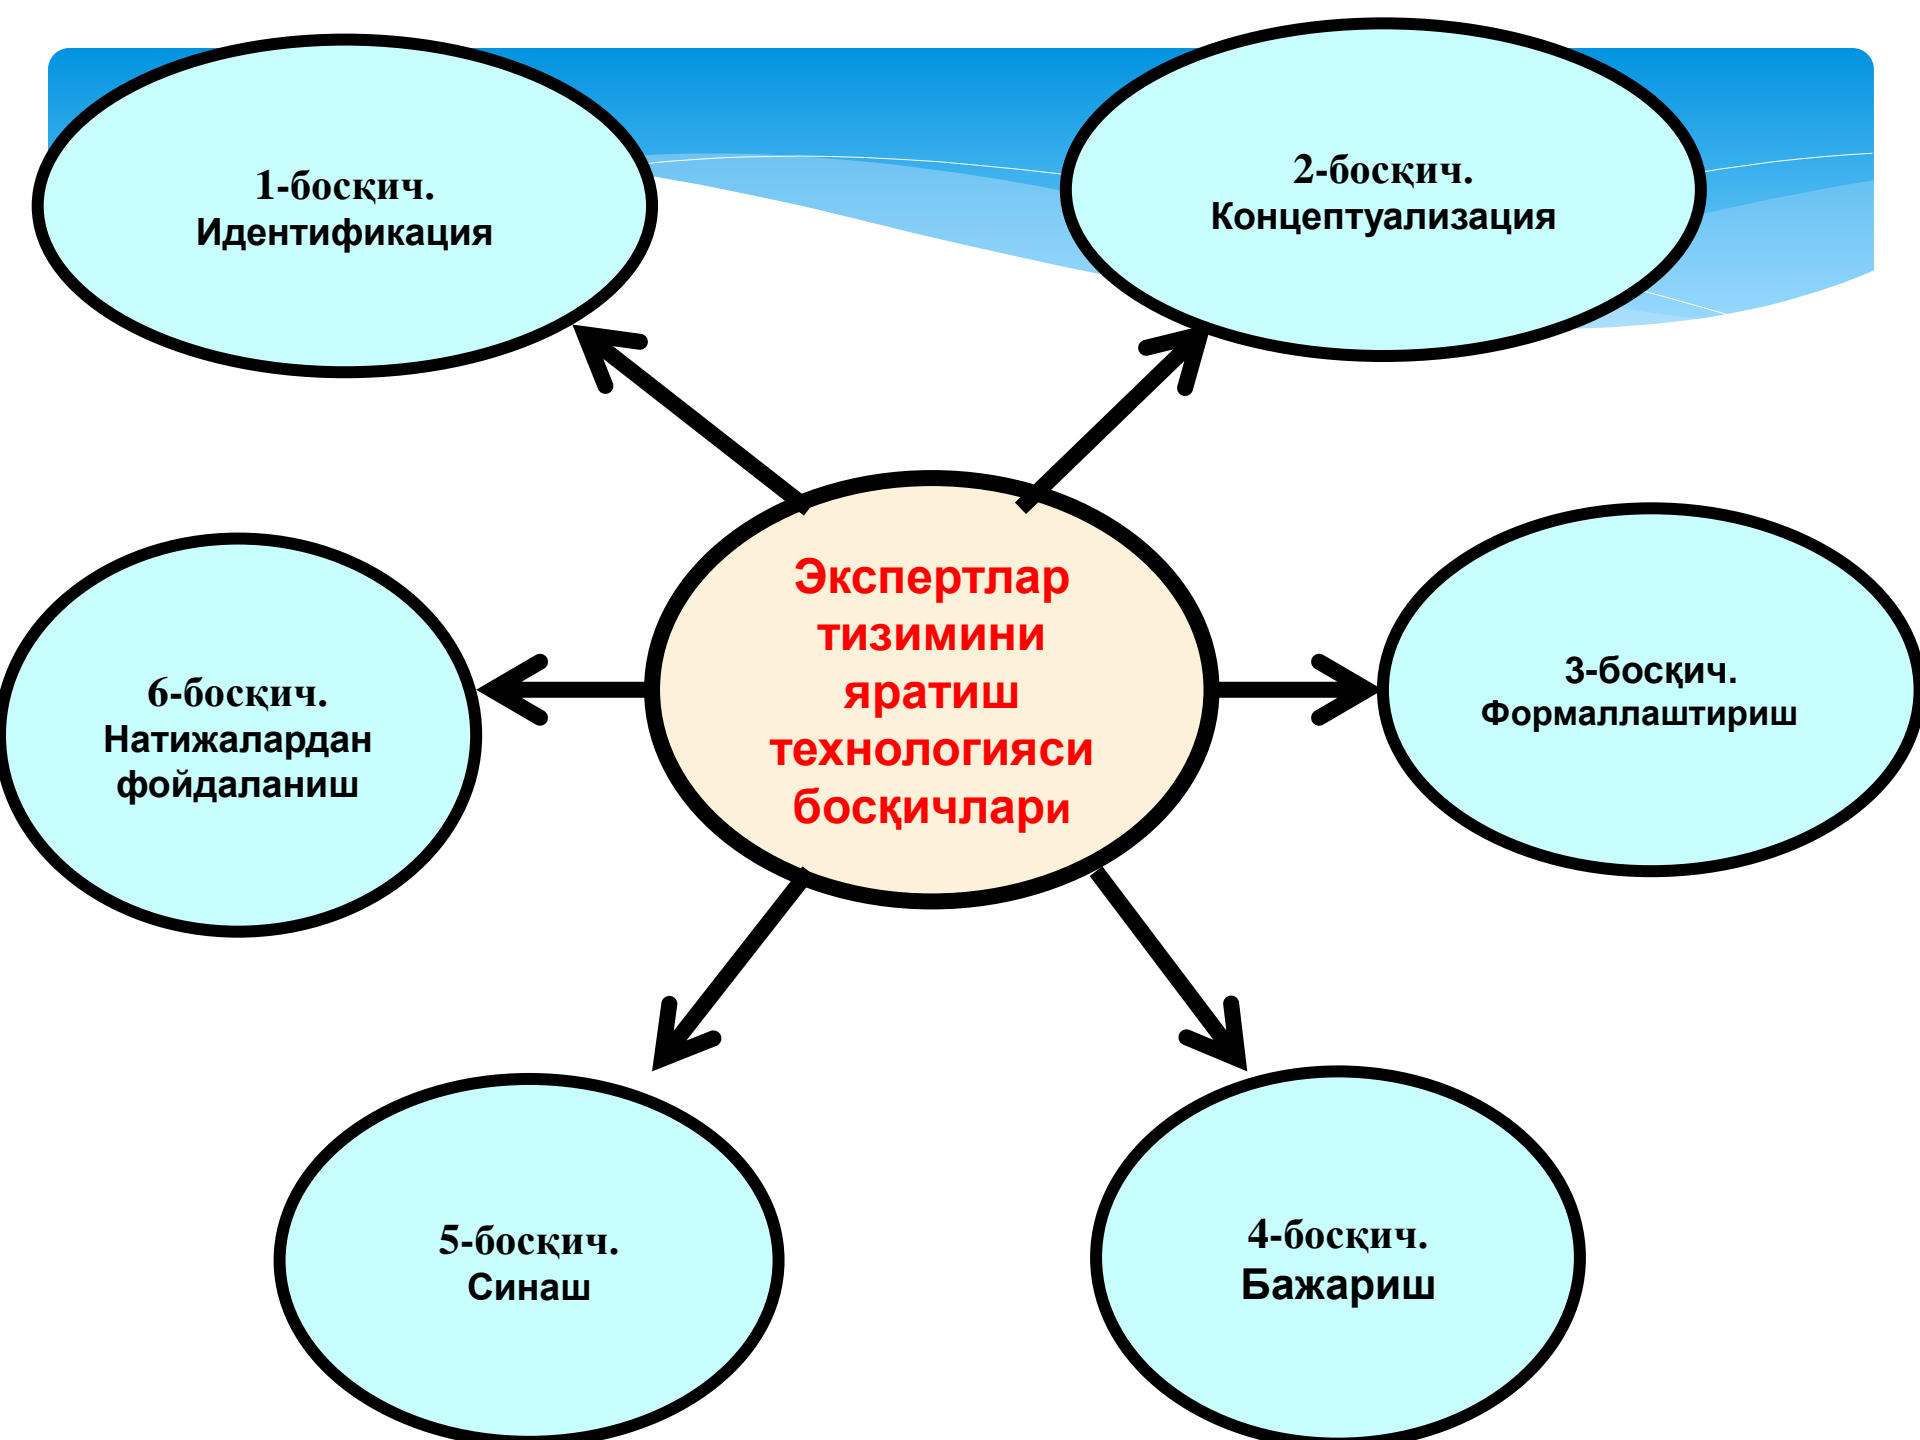 1-босқич.
Идентификация
2-босқич.
Концептуализация
Экспертлар
тизимини
яратиш
технологияси
босқичлари
3-босқич.
Формаллаштириш
6-босқич.
Натижалардан
фойдаланиш
5-босқич.
Синаш
4-босқич.
Бажариш